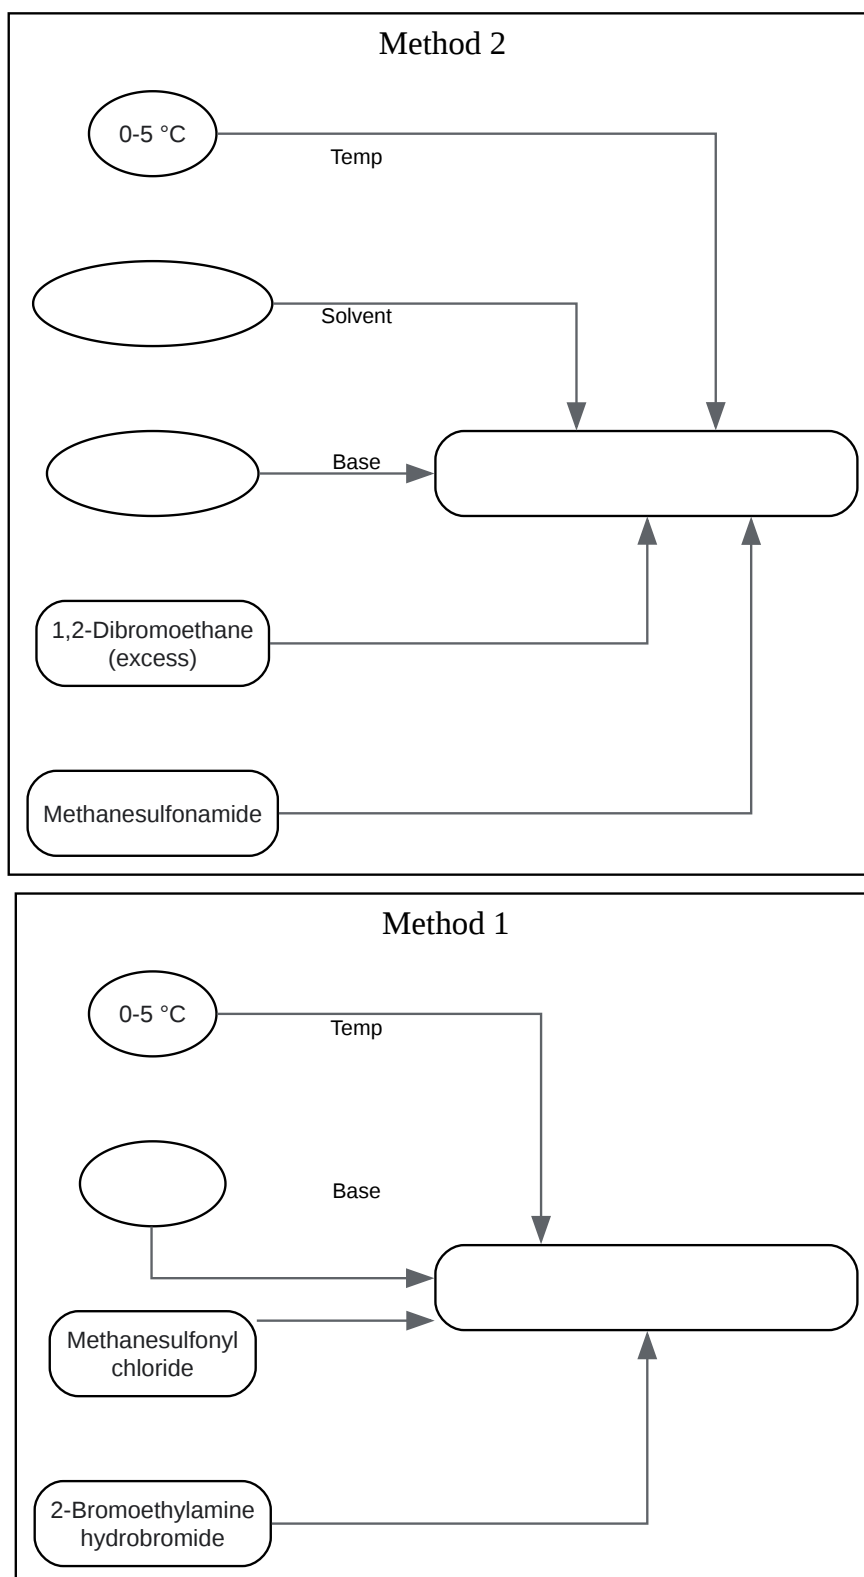 Method 2
0-5 °C
Temp
Solvent
Base
1,2-Dibromoethane
(excess)
Methanesulfonamide
Method 1
0-5 °C
Temp
Base
Methanesulfonyl
chloride
2-Bromoethylamine
hydrobromide